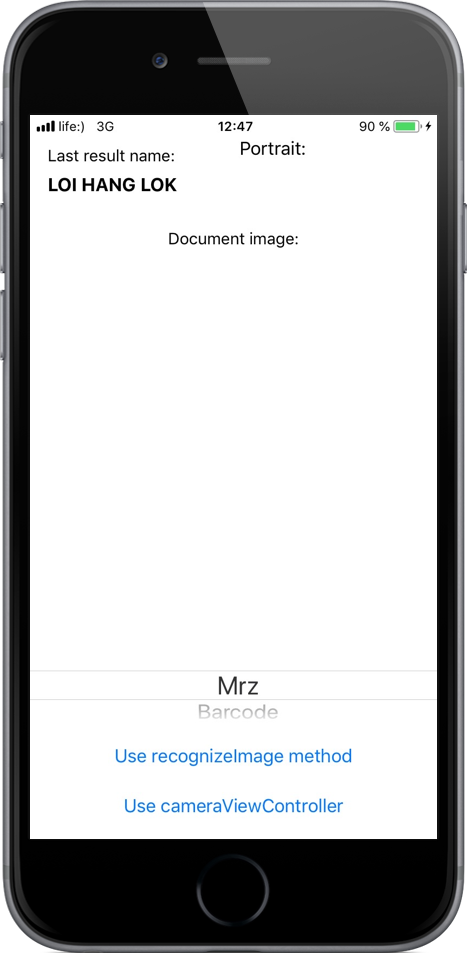 life:) 3G 12:47 90 %
Portrait:
Last result name:
LOI HANG LOK
Document image:
Mrz
Barcode
Use recognizeImage method
Use cameraViewController